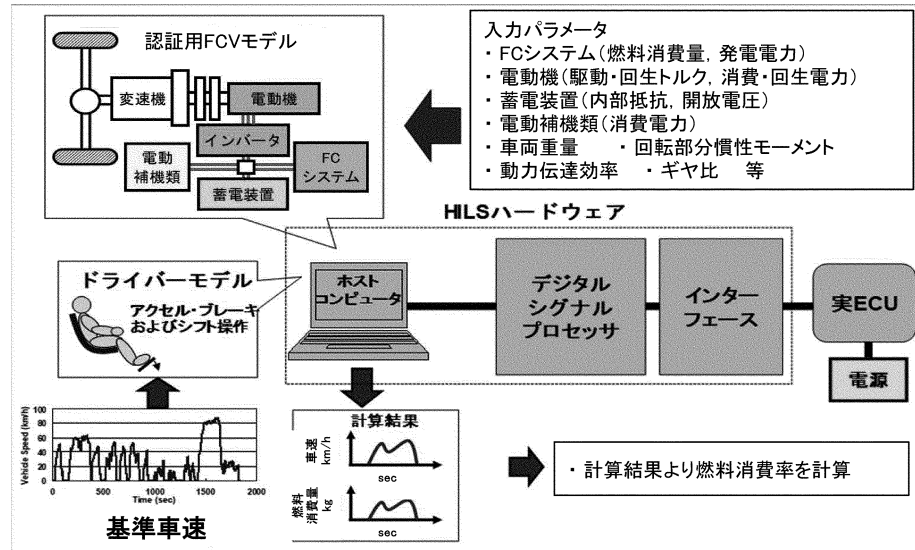 認証用FCVモデル
変速機
電動機
インバータ
電動
補機類
FC
システム
蓄電装置
入力パラメータ
・ FCシステム(燃料消費量, 発電電力)
・ 電動機(駆動・回生トルク, 消費・回生電力)
・ 蓄電装置(内部抵抗, 開放電圧)
・ 電動補機類(消費電力)
・ 車両重量 ・ 回転部分慣性モーメント
・ 動力伝達効率 ・ ギヤ比 等
HILSハードウェア
ドライバーモデル
アクセル・ブレーキ
およびシフト操作
ホスト
コンピュータ
デジタル
シグナル
プロセッサ
インター
フェース
実ECU
電源
Vehicle Speed (km/h)
100
80
60
40
20
0
0 500 1000 1500 2000
Time (sec)
基準車速
計算結果
車速
km/h
sec
燃料
消費量
kg
sec
・ 計算結果より燃料消費率を計算